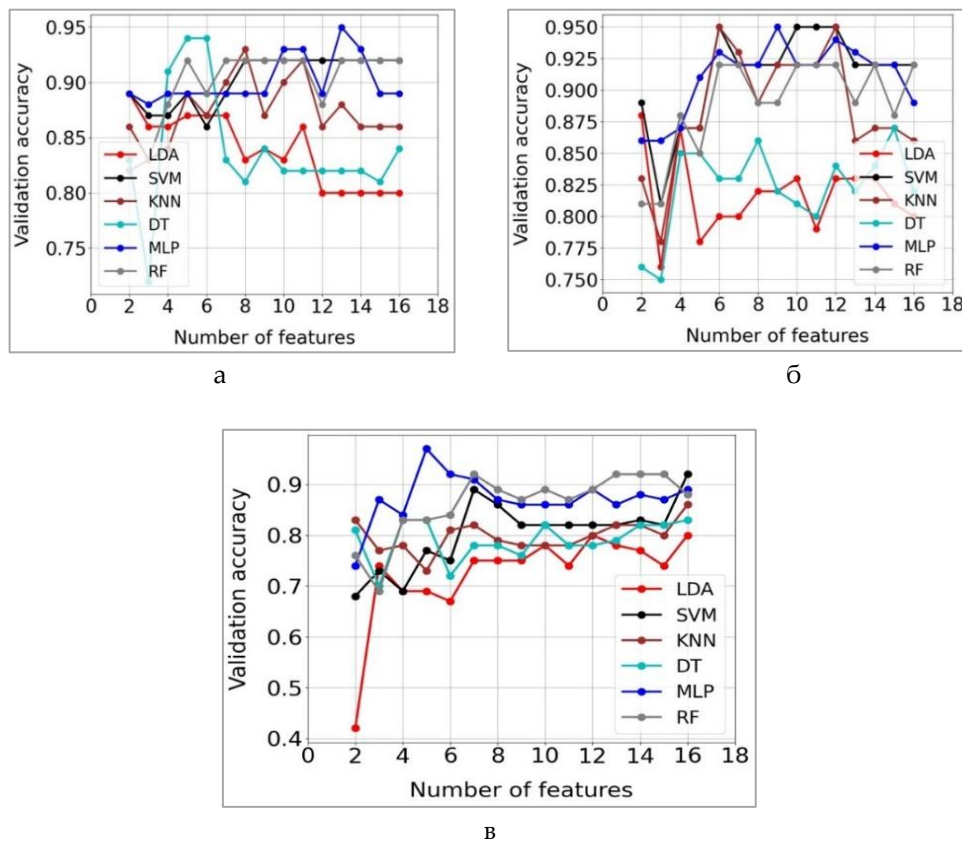 0.95
0.90
0.85
0.80
0.75
Validation accuracy
LDA
SVM
KNN
DT
MLP
RF
0 2 4 6 8 10 12 14 16 18
Number of features
а
0.950
0.925
0.900
0.875
0.850
0.825
0.800
0.775
0.750
Validation accuracy
LDA
SVM
KNN
DT
MLP
RF
0 2 4 6 8 10 12 14 16 18
Number of features
б
0.9
0.8
0.7
0.6
0.5
0.4
Validation accuracy
LDA
SVM
KNN
DT
MLP
RF
0 2 4 6 8 10 12 14 16 18
Number of features
в